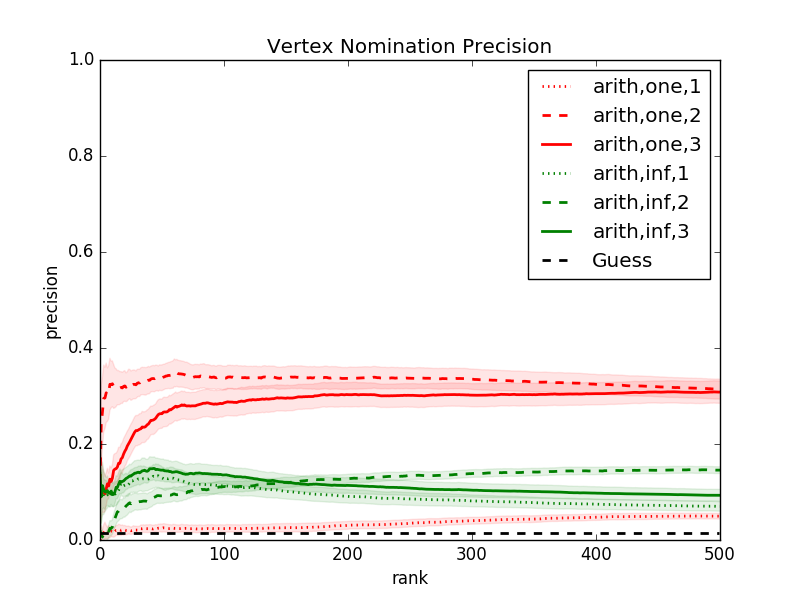 Vertex Nomination Precision
1.0
0.8
0.6
0.4
0.2
0.0
precision
arith,one,1
arith,one,2
arith,one,3
arith,inf,1
arith,inf,2
arith,inf,3
Guess
0 100 200 300 400 500
rank